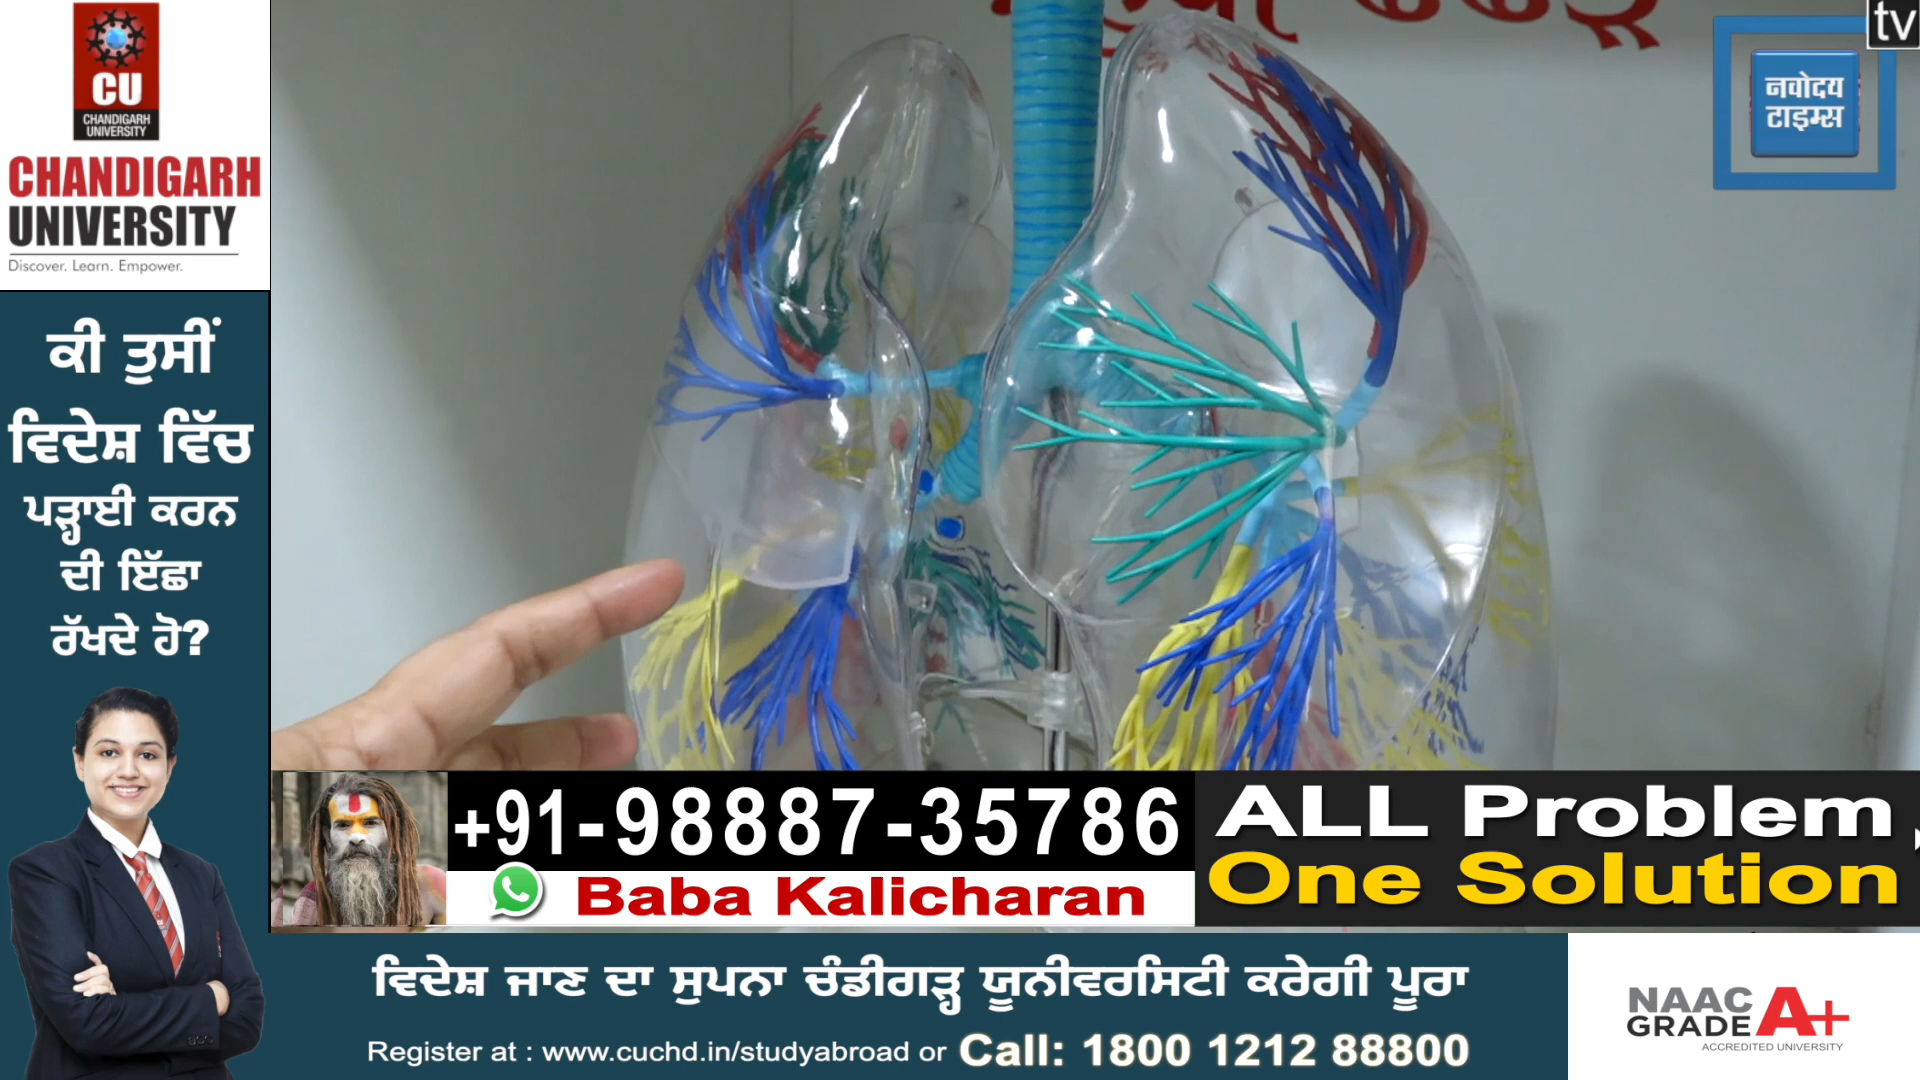 CU
CHANDIGARH
UNIVERSITY
CHANDIGARH
UNIVERSITY
Discover. Learn. Empower.
ਕੀ ਤੁਸੀਂ
ਵਿਦੇਸ਼ ਵਿੱਚ
ਪੜ੍ਹਾਈ ਕਰਨ
ਦੀ ਇੱਛਾ
ਰੱਖਦੇ ਹੋ?
tv
नवोदय
टाइम्स
+91-98887-35786
Baba Kalicharan
ALL Problem
One Solution
ਵਿਦੇਸ਼ ਜਾਣ ਦਾ ਸੁਪਨਾ ਚੰਡੀਗੜ੍ਹ ਯੂਨੀਵਰਸਿਟੀ ਕਰੇਗੀ ਪੂਰਾ
Register at : www.cuchd.in/studyabroad or Call: 1800 1212 88800
NAAC
GRADE A+
ACCREDITED UNIVERSITY